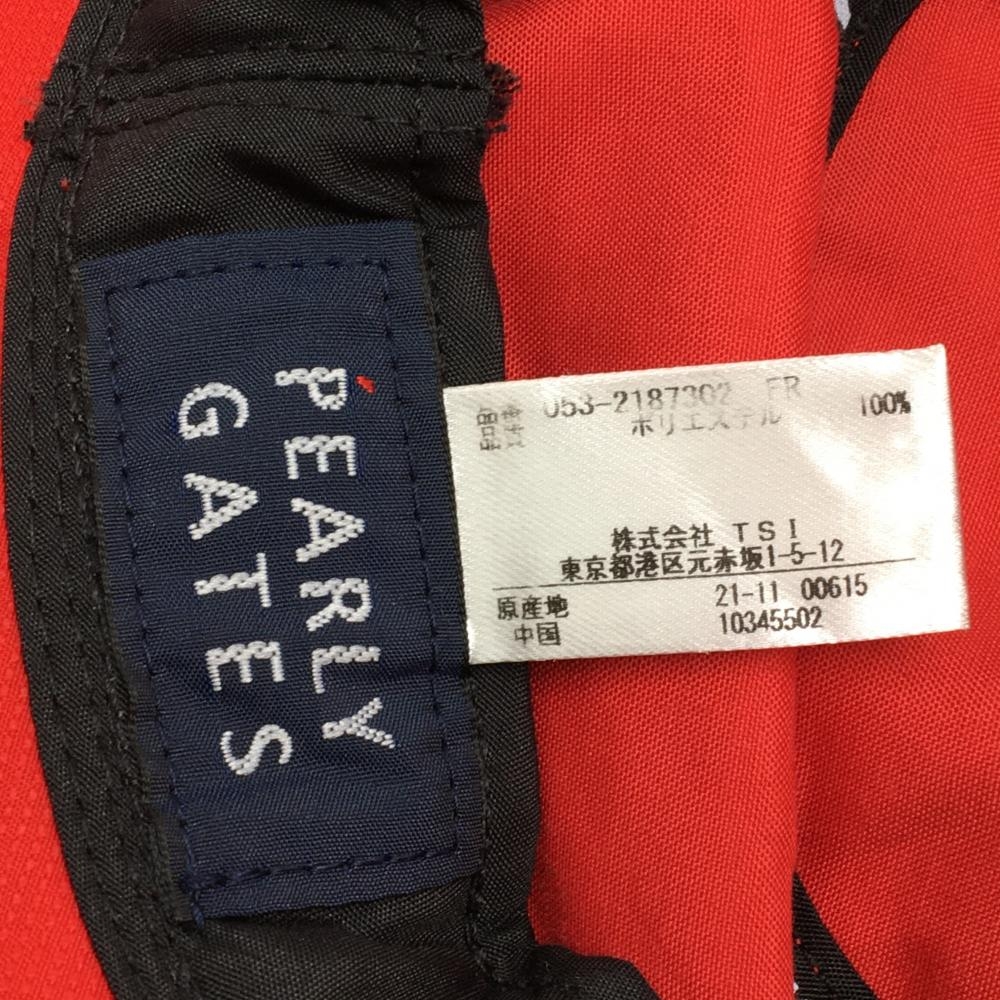 PEARLY
GATES
品番 053-2187302 FR
素材 ポリエステル 100%
株式会社 TSI
東京都港区元赤坂1-5-12
原産地 21-11 00615
中国 10345502